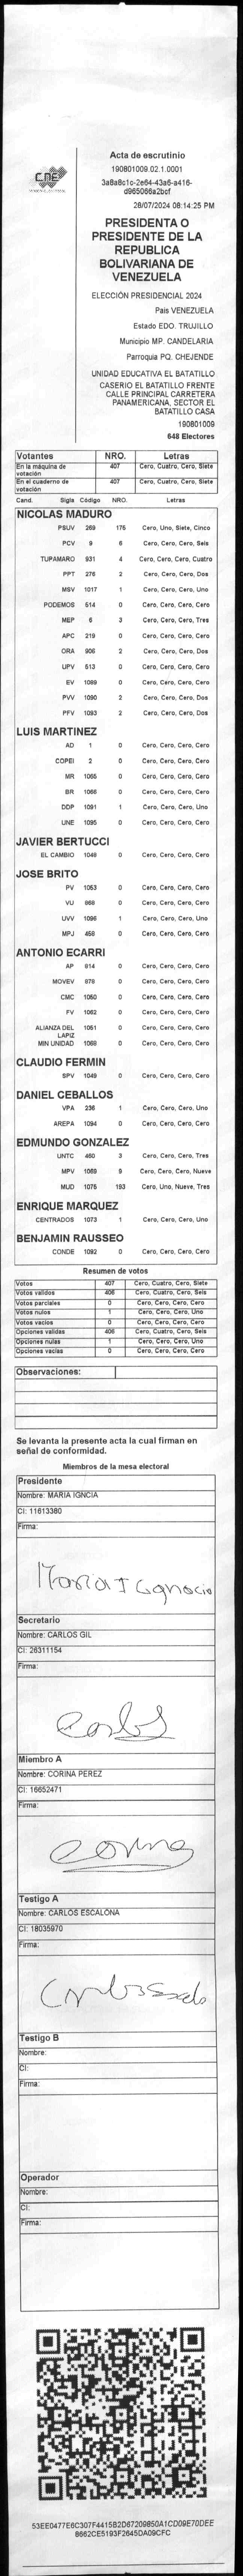 CNE
Acta de escrutinio
190801009.02.1.0001
3a8a8c1c-2e64-43a6-a416-
d965066a2bcf
28/07/2024 08:14:25 PM
PRESIDENTA O
PRESIDENTE DE LA
REPUBLICA
BOLIVARIANA DE
VENEZUELA
ELECCIÓN PRESIDENCIAL 2024
Pais VENEZUELA
Estado EDO. TRUJILLO
Municipio MP. CANDELARIA
Parroquia PQ. CHEJENDE
UNIDAD EDUCATIVA EL BATATILLO
CASERIO EL BATATILLO FRENTE
CALLE PRINCIPAL CARRETERA
PANAMERICANA, SECTOR EL
BATATILLO CASA
190801009
648 Electores
Votantes NRO. Letras
En la máquina de votación 407 Cero, Cuatro, Cero, Siete
En el cuaderno de votación 407 Cero, Cuatro, Cero, Siete
Cand. Sigla Código NRO. Letras
NICOLAS MADURO
PSUV 269 175 Cero, Uno, Siete, Cinco
PCV 9 6 Cero, Cero, Cero, Seis
TUPAMARO 931 4 Cero, Cero, Cero, Cuatro
PPT 276 2 Cero, Cero, Cero, Dos
MSV 1017 1 Cero, Cero, Cero, Uno
PODEMOS 514 0 Cero, Cero, Cero, Cero
MEP 6 3 Cero, Cero, Cero, Tres
APC 219 0 Cero, Cero, Cero, Cero
ORA 906 2 Cero, Cero, Cero, Dos
UPV 513 0 Cero, Cero, Cero, Cero
EV 1089 0 Cero, Cero, Cero, Cero
PVV 1090 2 Cero, Cero, Cero, Dos
PFV 1093 2 Cero, Cero, Cero, Dos
LUIS MARTINEZ
AD 1 0 Cero, Cero, Cero, Cero
COPEI 2 0 Cero, Cero, Cero, Cero
MR 1055 0 Cero, Cero, Cero, Cero
BR 1066 0 Cero, Cero, Cero, Cero
DDP 1091 1 Cero, Cero, Cero, Uno
UNE 1095 0 Cero, Cero, Cero, Cero
JAVIER BERTUCCI
EL CAMBIO 1048 0 Cero, Cero, Cero, Cero
JOSE BRITO
PV 1053 0 Cero, Cero, Cero, Cero
VU 868 0 Cero, Cero, Cero, Cero
UVV 1096 1 Cero, Cero, Cero, Uno
MPJ 458 0 Cero, Cero, Cero, Cero
ANTONIO ECARRI
AP 814 0 Cero, Cero, Cero, Cero
MOVEV 878 0 Cero, Cero, Cero, Cero
CMC 1050 0 Cero, Cero, Cero, Cero
FV 1062 0 Cero, Cero, Cero, Cero
ALIANZA DEL LAPIZ 1051 0 Cero, Cero, Cero, Cero
MIN UNIDAD 1068 0 Cero, Cero, Cero, Cero
CLAUDIO FERMIN
SPV 1049 0 Cero, Cero, Cero, Cero
DANIEL CEBALLOS
VPA 236 1 Cero, Cero, Cero, Uno
AREPA 1094 0 Cero, Cero, Cero, Cero
EDMUNDO GONZALEZ
UNTC 460 3 Cero, Cero, Cero, Tres
MPV 1069 9 Cero, Cero, Cero, Nueve
MUD 1075 193 Cero, Uno, Nueve, Tres
ENRIQUE MARQUEZ
CENTRADOS 1073 1 Cero, Cero, Cero, Uno
BENJAMIN RAUSSEO
CONDE 1092 0 Cero, Cero, Cero, Cero
Resumen de votos
Votos 407 Cero, Cuatro, Cero, Siete
Votos validos 406 Cero, Cuatro, Cero, Seis
Votos parciales 0 Cero, Cero, Cero, Cero
Votos nulos 1 Cero, Cero, Cero, Uno
Votos vacios 0 Cero, Cero, Cero, Cero
Opciones validas 406 Cero, Cuatro, Cero, Seis
Opciones nulas 1 Cero, Cero, Cero, Uno
Opciones vacias 0 Cero, Cero, Cero, Cero
Observaciones:
Se levanta la presente acta la cual firman en
señal de conformidad.
Miembros de la mesa electoral
Presidente
Nombre: MARIA IGNCIA
CI: 11613380
Firma:
Maria I Ignacio
Secretario
Nombre: CARLOS GIL
CI: 26311154
Firma:
Carlos
Miembro A
Nombre: CORINA PEREZ
CI: 16652471
Firma:
Corina
Testigo A
Nombre: CARLOS ESCALONA
CI: 18035970
Firma:
Testigo B
Nombre:
CI:
Firma:
Operador
Nombre:
CI:
Firma:
53EE0477E6C307F4415B2D67209850A1CD09E70DEE
8662CE5193F2645DA09CFC